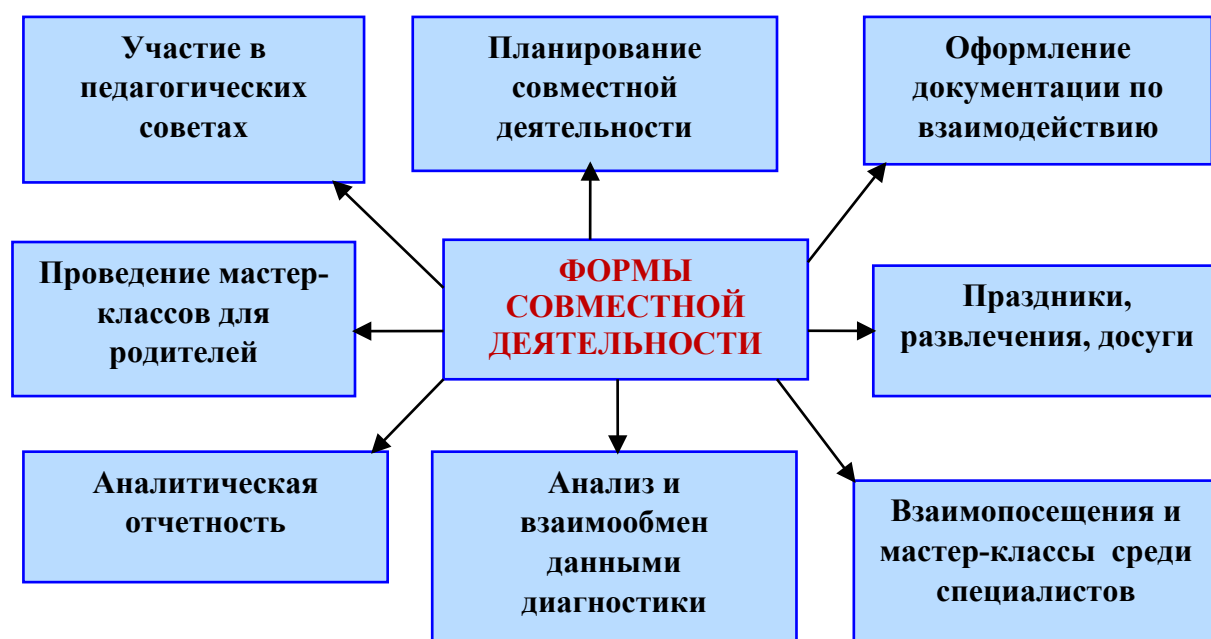 Участие в
педагогических
советах
Планирование
совместной
деятельности
Оформление
документации по
взаимодействию
Проведение мастер-
классов для
родителей
ФОРМЫ
СОВМЕСТНОЙ
ДЕЯТЕЛЬНОСТИ
Праздники,
развлечения, досуги
Аналитическая
отчетность
Анализ и
взаимообмен
данными
диагностики
Взаимопосещения и
мастер-классы  среди
специалистов